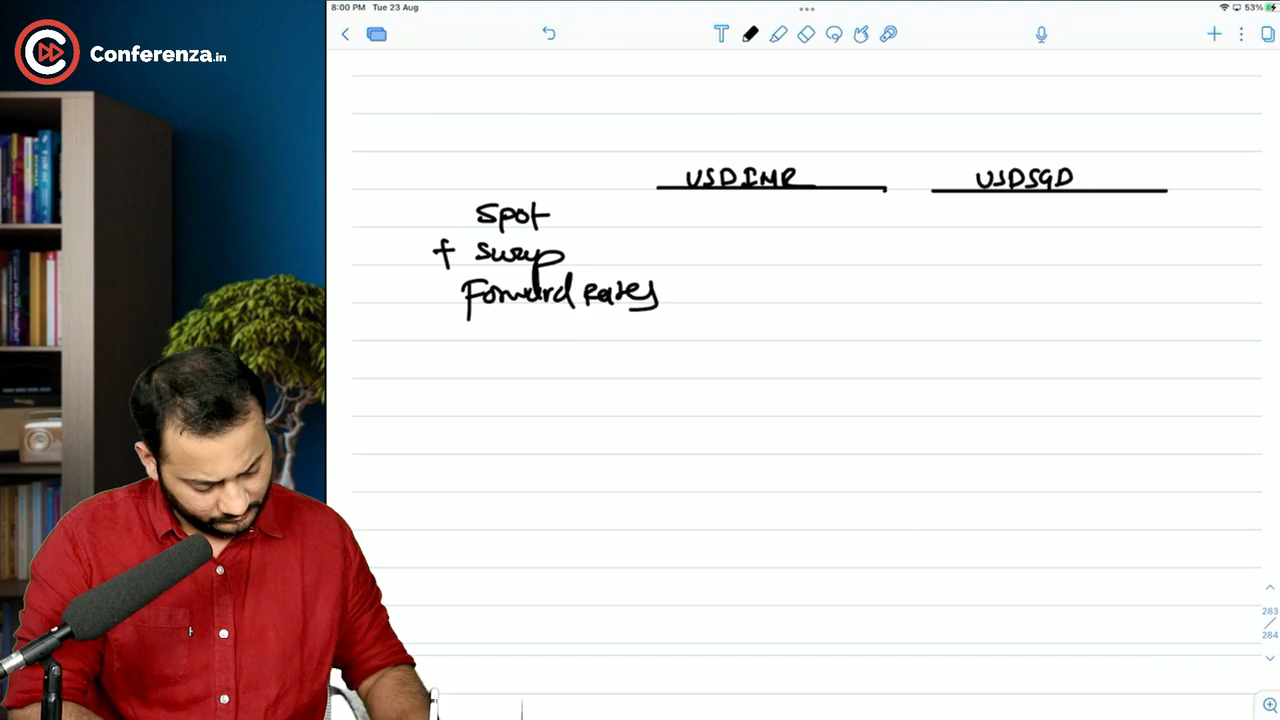 8:00 PM Tue 23 Aug
53%
Conferenza.in
USDINR USDSGD
Spot
+ Swap
Forward Rates
283
284